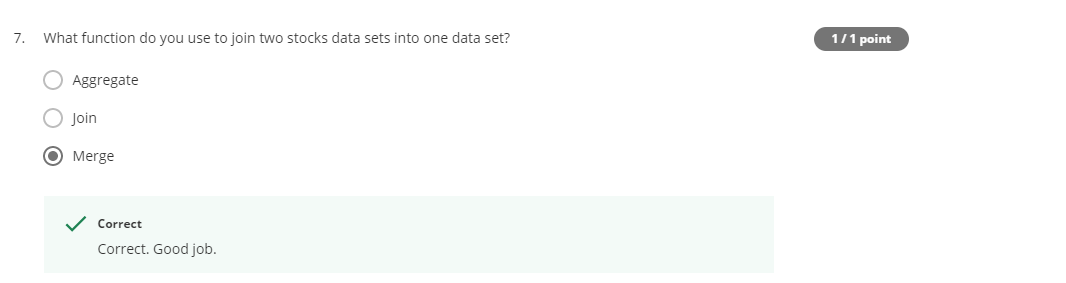 7. What function do you use to join two stocks data sets into one data set?
1 / 1 point
Aggregate
Join
Merge
Correct
Correct. Good job.